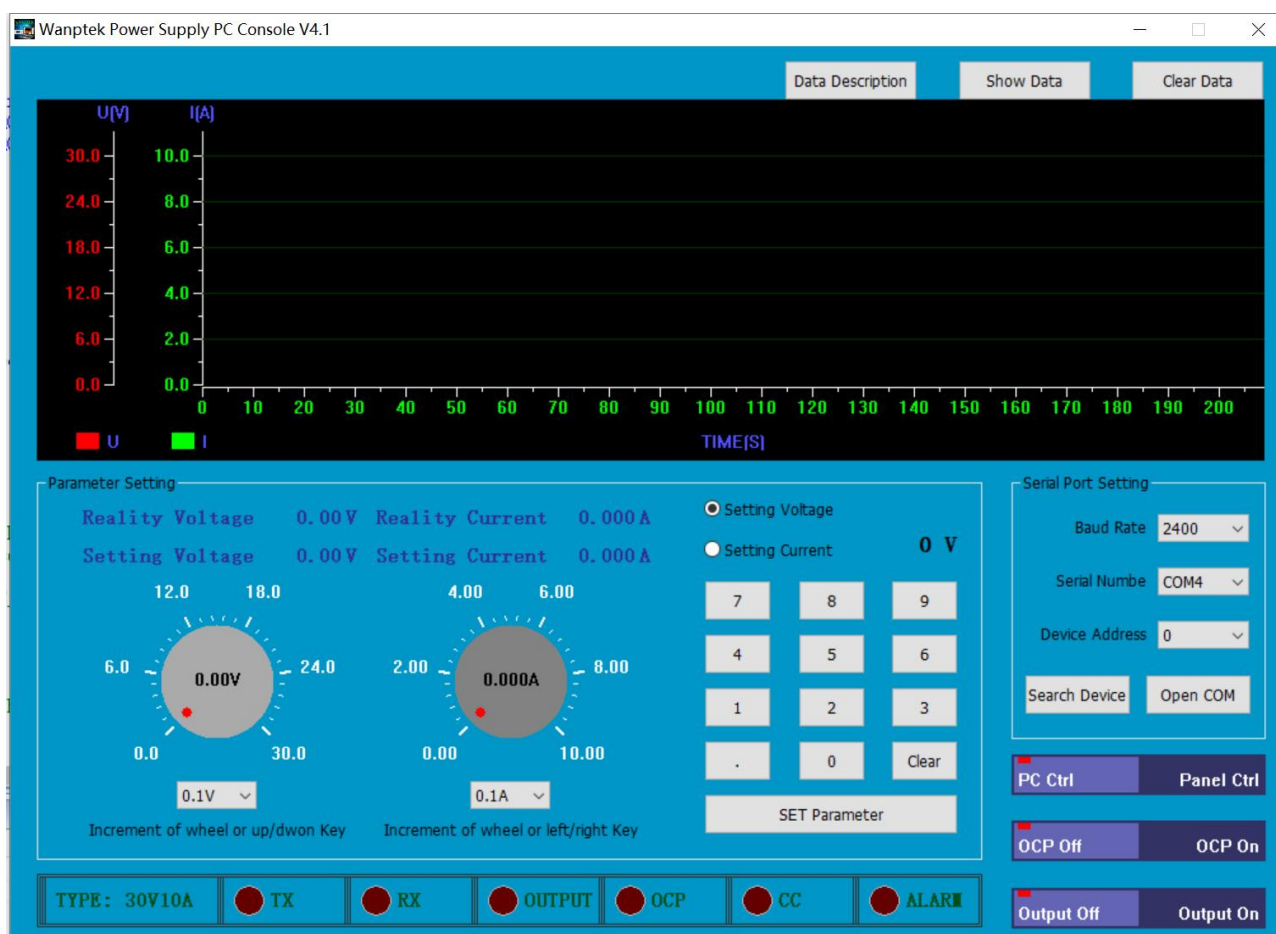 Wanptek Power Supply PC Console V4.1
Data Description Show Data Clear Data
U(V) I(A)
30.0 10.0
24.0 8.0
18.0 6.0
12.0 4.0
6.0 2.0
0.0 0.0
0 10 20 30 40 50 60 70 80 90 100 110 120 130 140 150 160 170 180 190 200
U I TIME(S)
Parameter Setting
Reality Voltage 0.00V Reality Current 0.000A
Setting Voltage 0.00V Setting Current 0.000A
12.0 18.0
6.0 24.0
0.00V
0.0 30.0
0.1V
Increment of wheel or up/dwon Key
4.00 6.00
2.00 8.00
0.000A
0.00 10.00
0.1A
Increment of wheel or left/right Key
Setting Voltage
Setting Current 0 V
7 8 9
4 5 6
1 2 3
. 0 Clear
SET Parameter
Serial Port Setting
Baud Rate 2400
Serial Numbe COM4
Device Address 0
Search Device Open COM
PC Ctrl Panel Ctrl
OCP Off OCP On
Output Off Output On
TYPE: 30V10A TX RX OUTPUT OCP CC ALARM